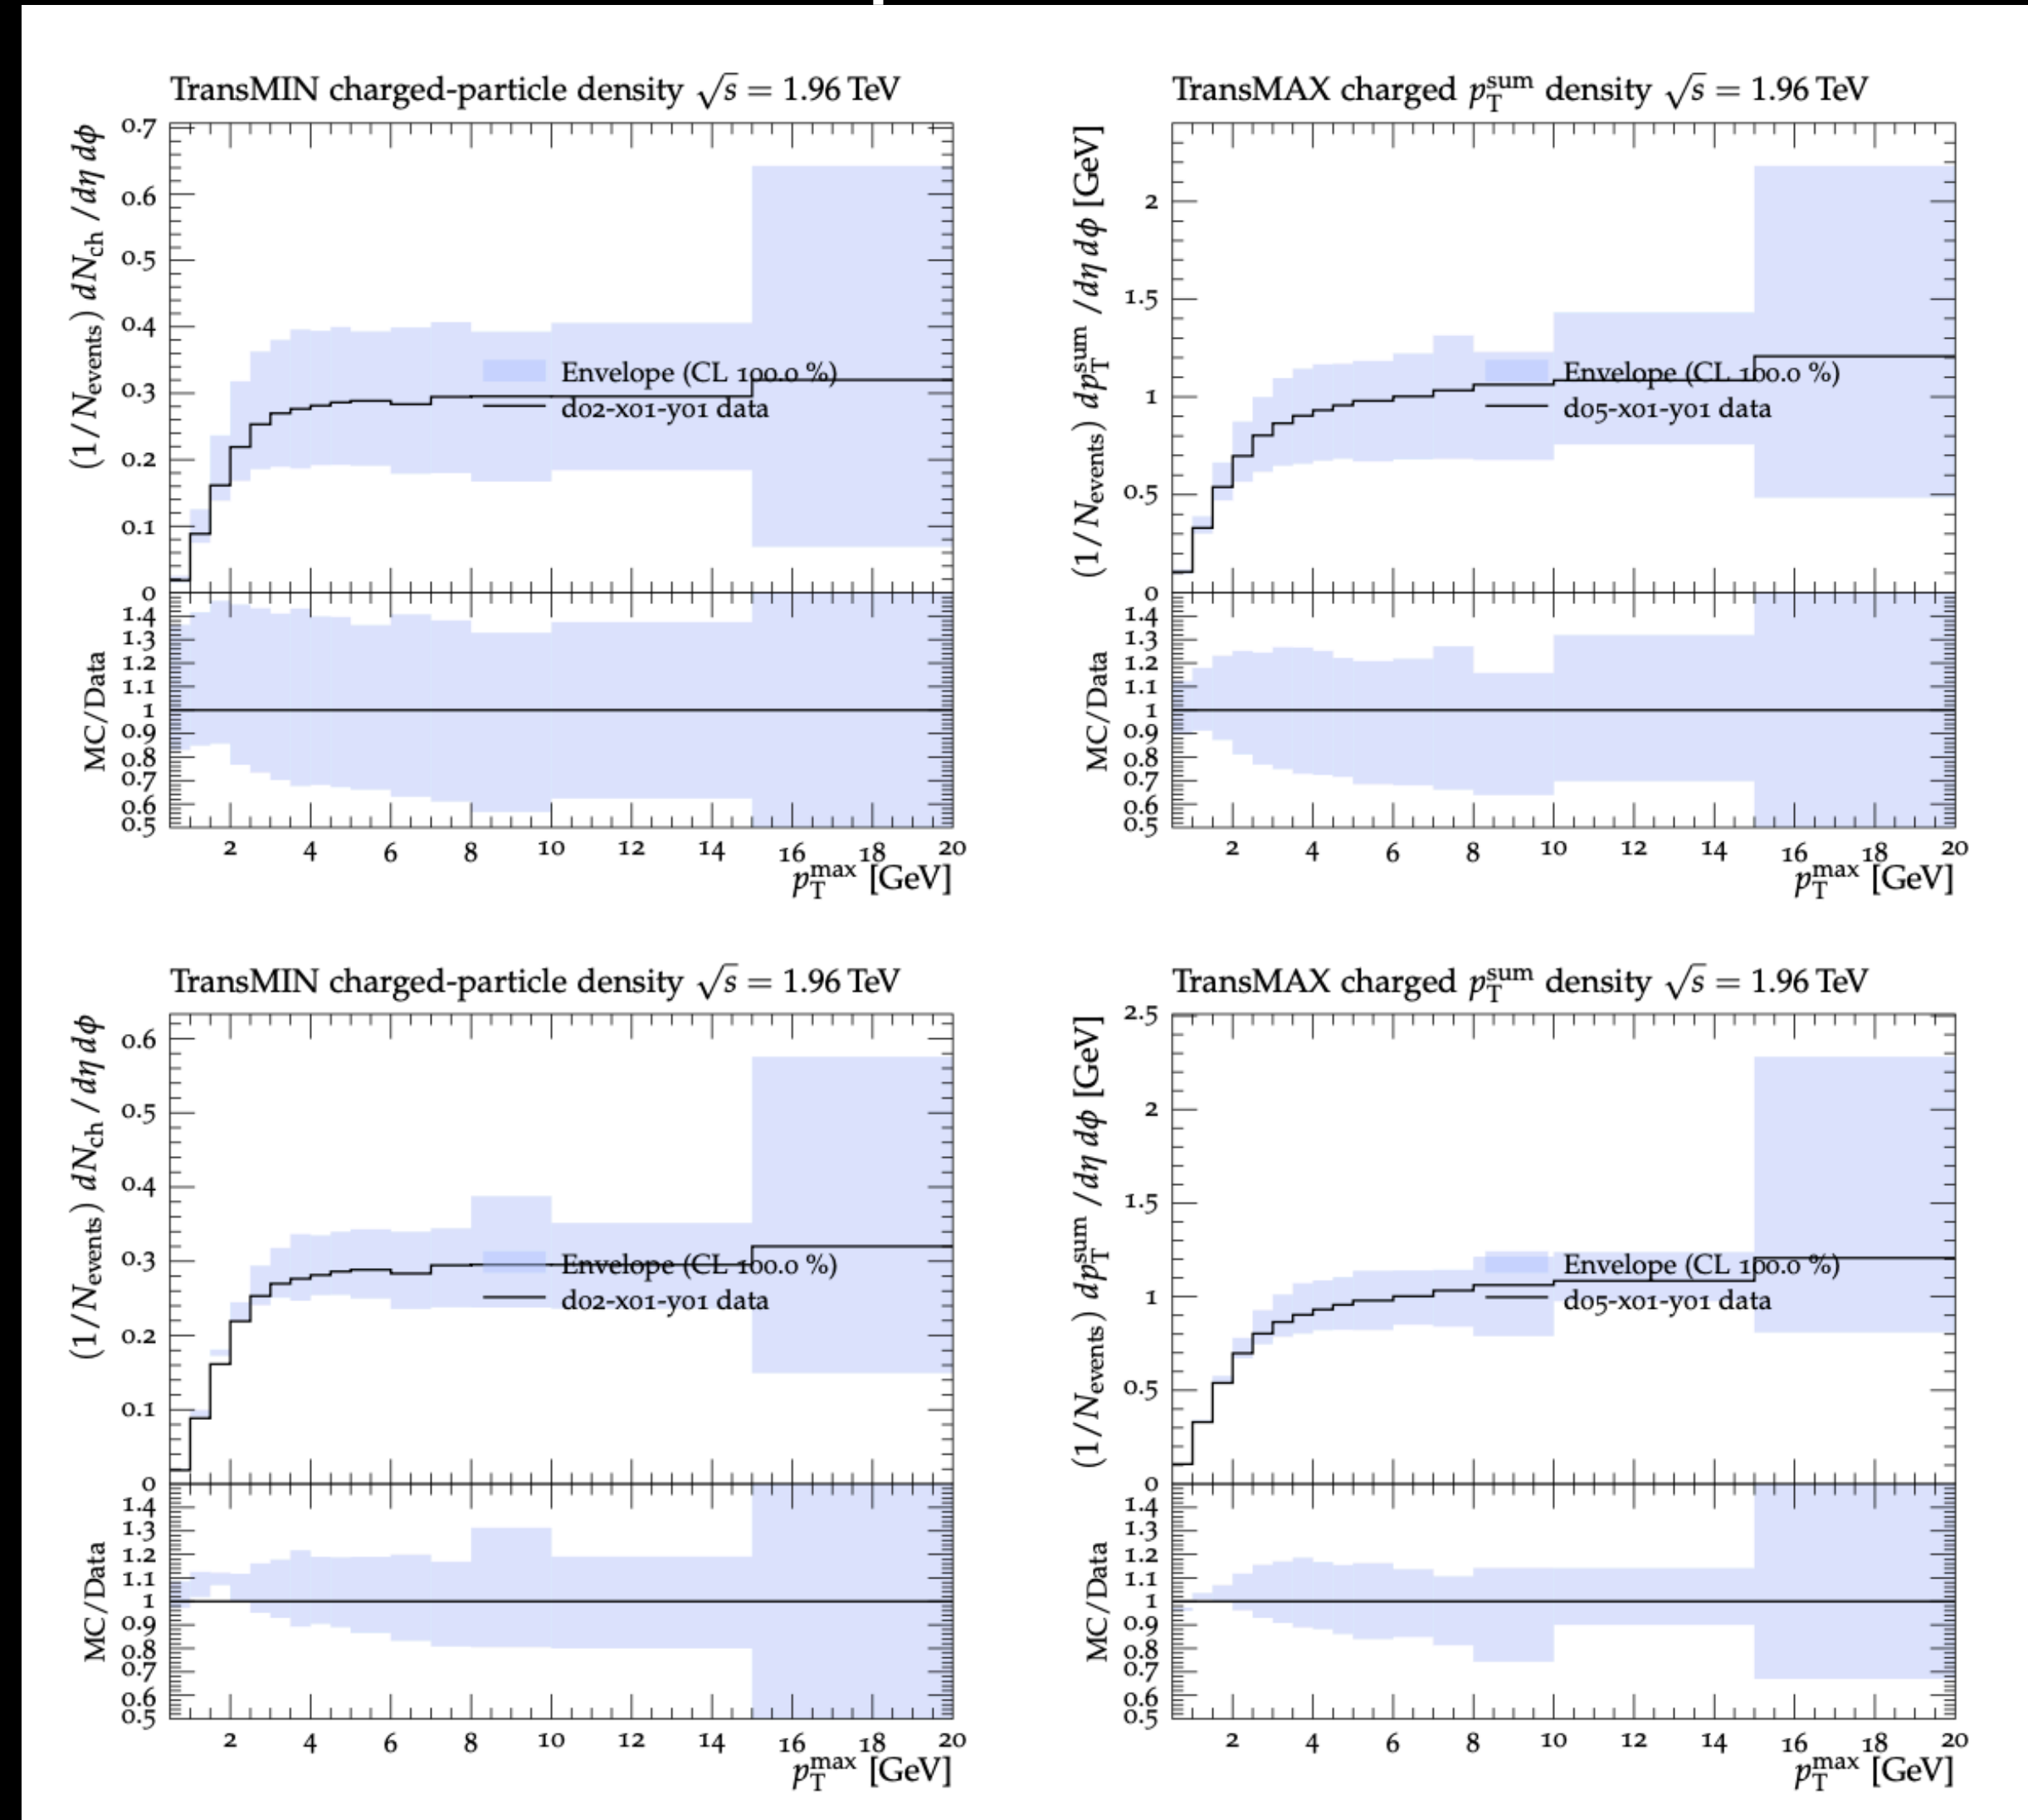 TransMIN charged-particle density √s = 1.96 TeV
(1/N_events) dN_ch /dη dϕ
0.7
0.6
0.5
0.4
0.3
0.2
0.1
0
Envelope (CL 100.0 %)
d02-x01-y01 data
MC/Data
1.4
1.3
1.2
1.1
1
0.9
0.8
0.7
0.6
0.5
2 4 6 8 10 12 14 16 18 20
p_T^max [GeV]
TransMAX charged p_T^sum density √s = 1.96 TeV
(1/N_events) dp_T^sum /dη dϕ [GeV]
2
1.5
1
0.5
0
Envelope (CL 100.0 %)
d05-x01-y01 data
MC/Data
1.4
1.3
1.2
1.1
1
0.9
0.8
0.7
0.6
0.5
2 4 6 8 10 12 14 16 18 20
p_T^max [GeV]
TransMIN charged-particle density √s = 1.96 TeV
(1/N_events) dN_ch /dη dϕ
0.6
0.5
0.4
0.3
0.2
0.1
0
Envelope (CL 100.0 %)
d02-x01-y01 data
MC/Data
1.4
1.3
1.2
1.1
1
0.9
0.8
0.7
0.6
0.5
2 4 6 8 10 12 14 16 18 20
p_T^max [GeV]
TransMAX charged p_T^sum density √s = 1.96 TeV
(1/N_events) dp_T^sum /dη dϕ [GeV]
2.5
2
1.5
1
0.5
0
Envelope (CL 100.0 %)
d05-x01-y01 data
MC/Data
1.4
1.3
1.2
1.1
1
0.9
0.8
0.7
0.6
0.5
2 4 6 8 10 12 14 16 18 20
p_T^max [GeV]